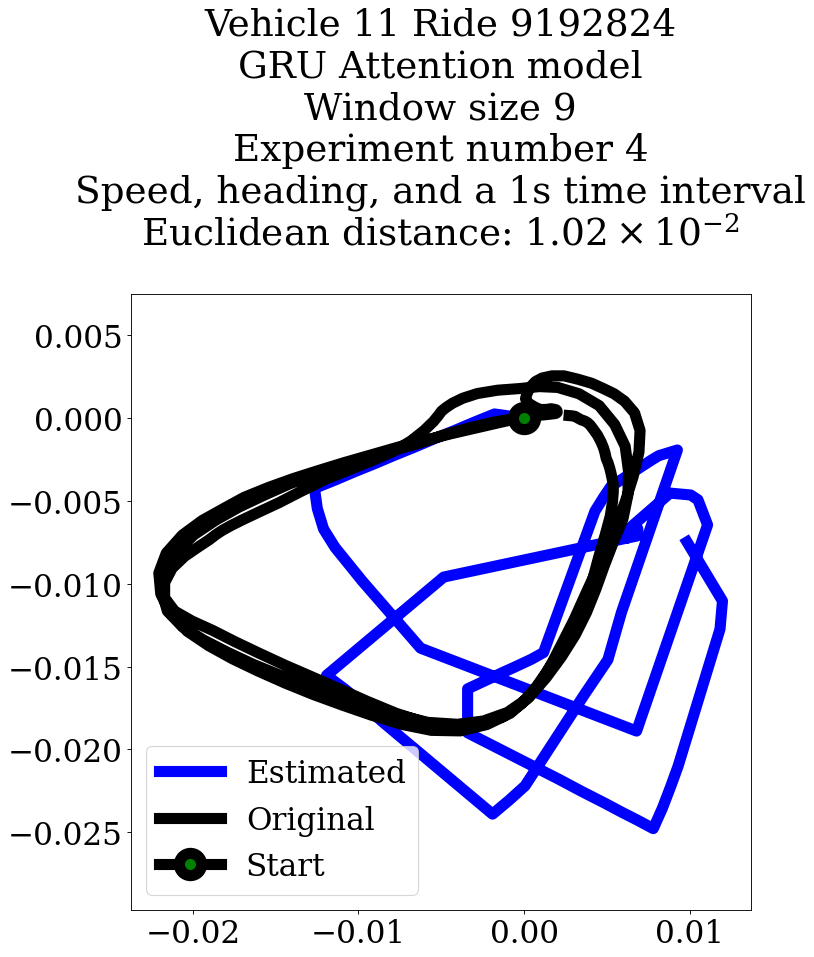 Vehicle 11 Ride 9192824
GRU Attention model
Window size 9
Experiment number 4
Speed, heading, and a 1s time interval
Euclidean distance: 1.02 × 10⁻²
0.005
0.000
−0.005
−0.010
−0.015
−0.020
−0.025
Estimated
Original
Start
−0.02
−0.01
0.00
0.01